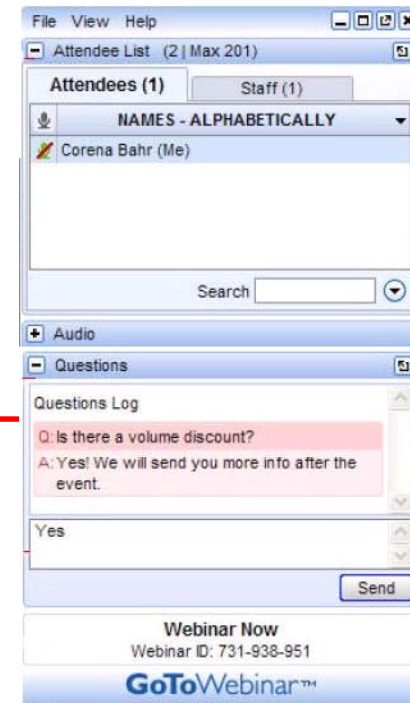 File View Help
Attendee List (2 | Max 201)
Attendees (1) Staff (1)
NAMES - ALPHABETICALLY
Corena Bahr (Me)
Search
Audio
Questions
Questions Log
Q: Is there a volume discount?
A: Yes! We will send you more info after the
event.
Yes
Send
Webinar Now
Webinar ID: 731-938-951
GoToWebinar™